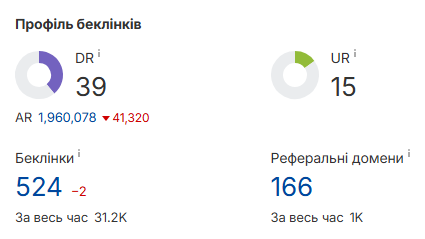 Профіль беклінків
DR i
39
UR i
15
AR 1,960,078 ▼ 41,320
Беклінки i
524 −2
За весь час 31.2K
Реферальні домени i
166
За весь час 1K